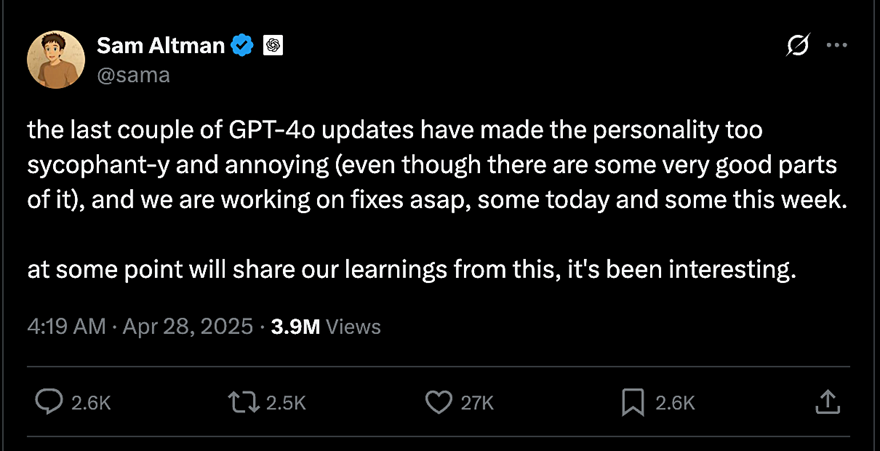 Sam Altman
@sama
the last couple of GPT-4o updates have made the personality too
sycophant-y and annoying (even though there are some very good parts
of it), and we are working on fixes asap, some today and some this week.
at some point will share our learnings from this, it's been interesting.
4:19 AM · Apr 28, 2025 · 3.9M Views
2.6K 2.5K 27K 2.6K